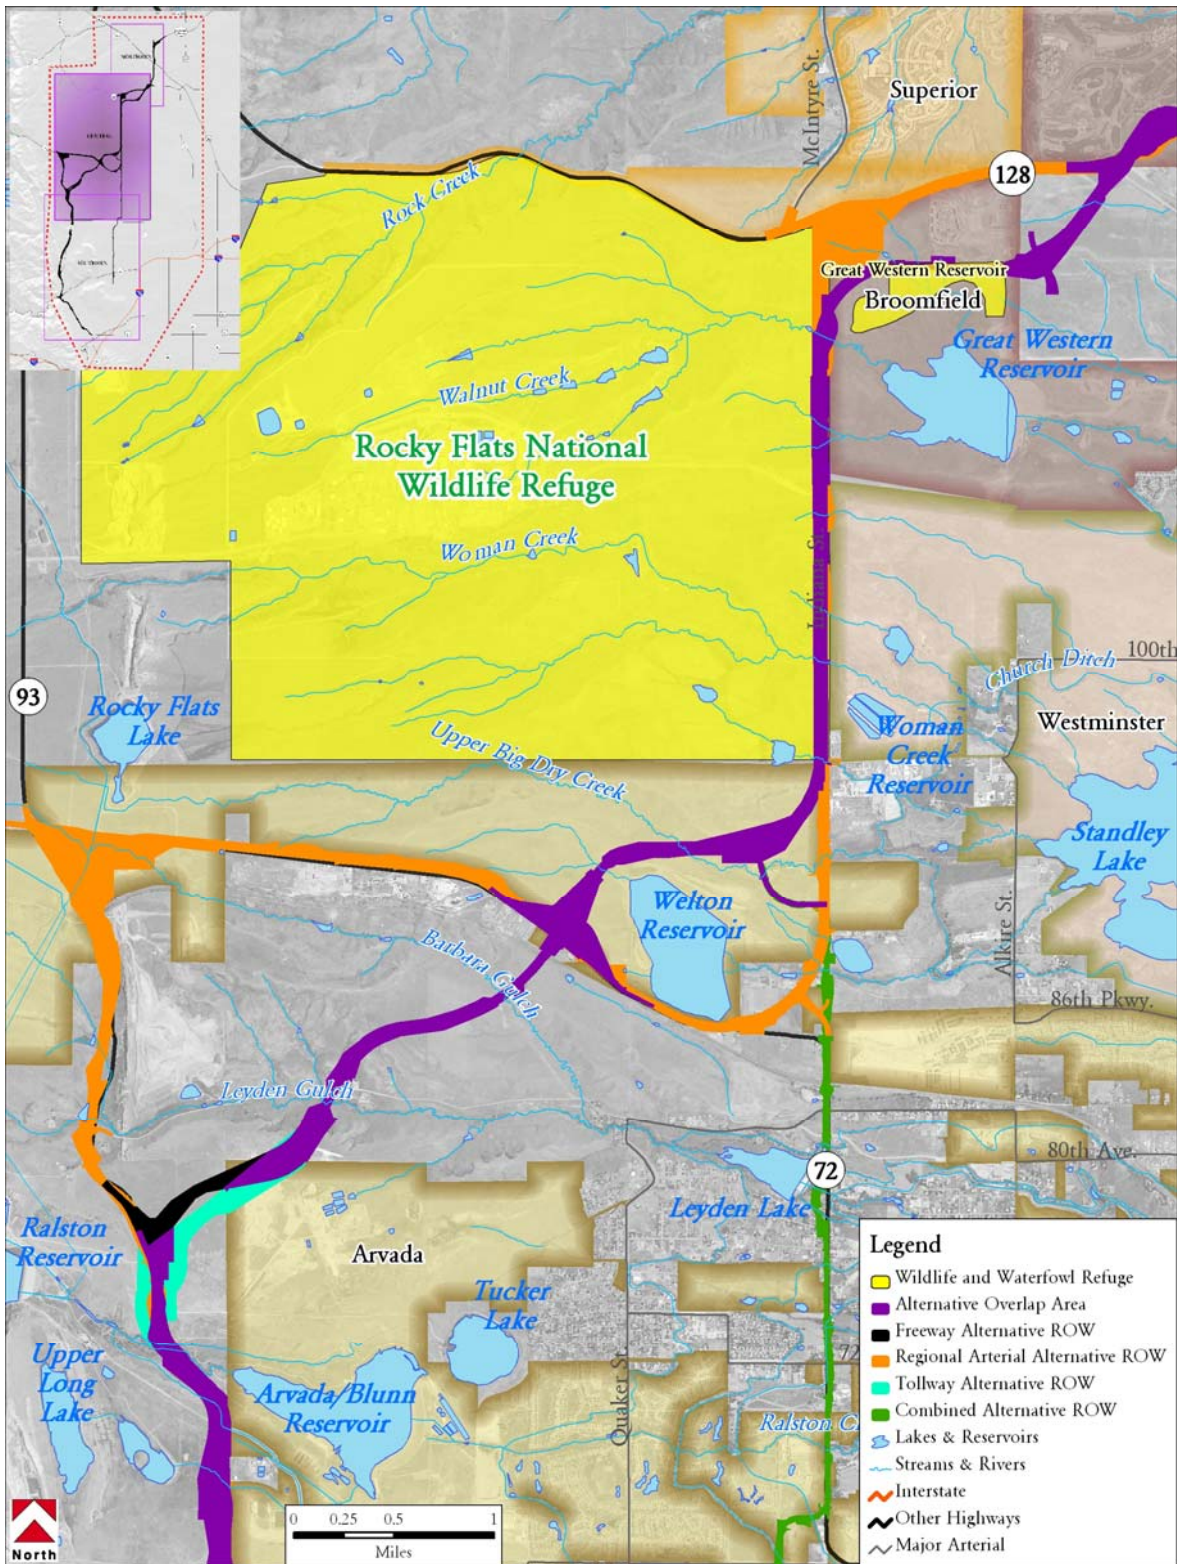 McIntyre St.
Superior
128
Rock Creek
Great Western Reservoir
Broomfield
Great Western
Reservoir
Walnut Creek
Rocky Flats National
Wildlife Refuge
Woman Creek
Indiana St.
100th
Church Ditch
93
Rocky Flats
Lake
Westminster
Woman
Creek
Reservoir
Upper Big Dry Creek
Standley
Lake
Welton
Reservoir
Alkire St.
Barbara Gulch
86th Pkwy.
Leyden Gulch
80th Ave.
72
Leyden Lake
Ralston
Reservoir
Arvada
Tucker
Lake
Upper
Long
Lake
Arvada/Blunn
Reservoir
Quaker St.
72
Ralston C
Legend
Wildlife and Waterfowl Refuge
Alternative Overlap Area
Freeway Alternative ROW
Regional Arterial Alternative ROW
Tollway Alternative ROW
Combined Alternative ROW
Lakes & Reservoirs
Streams & Rivers
Interstate
Other Highways
Major Arterial
0 0.25 0.5 1
Miles
North